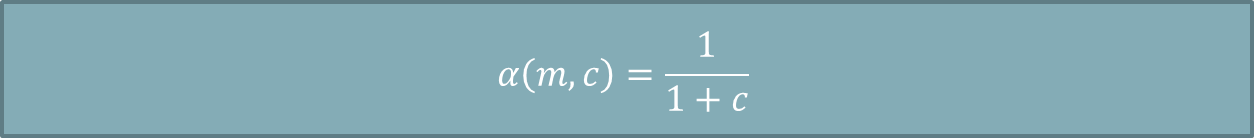 α(m, c) = 1 / (1 + c)